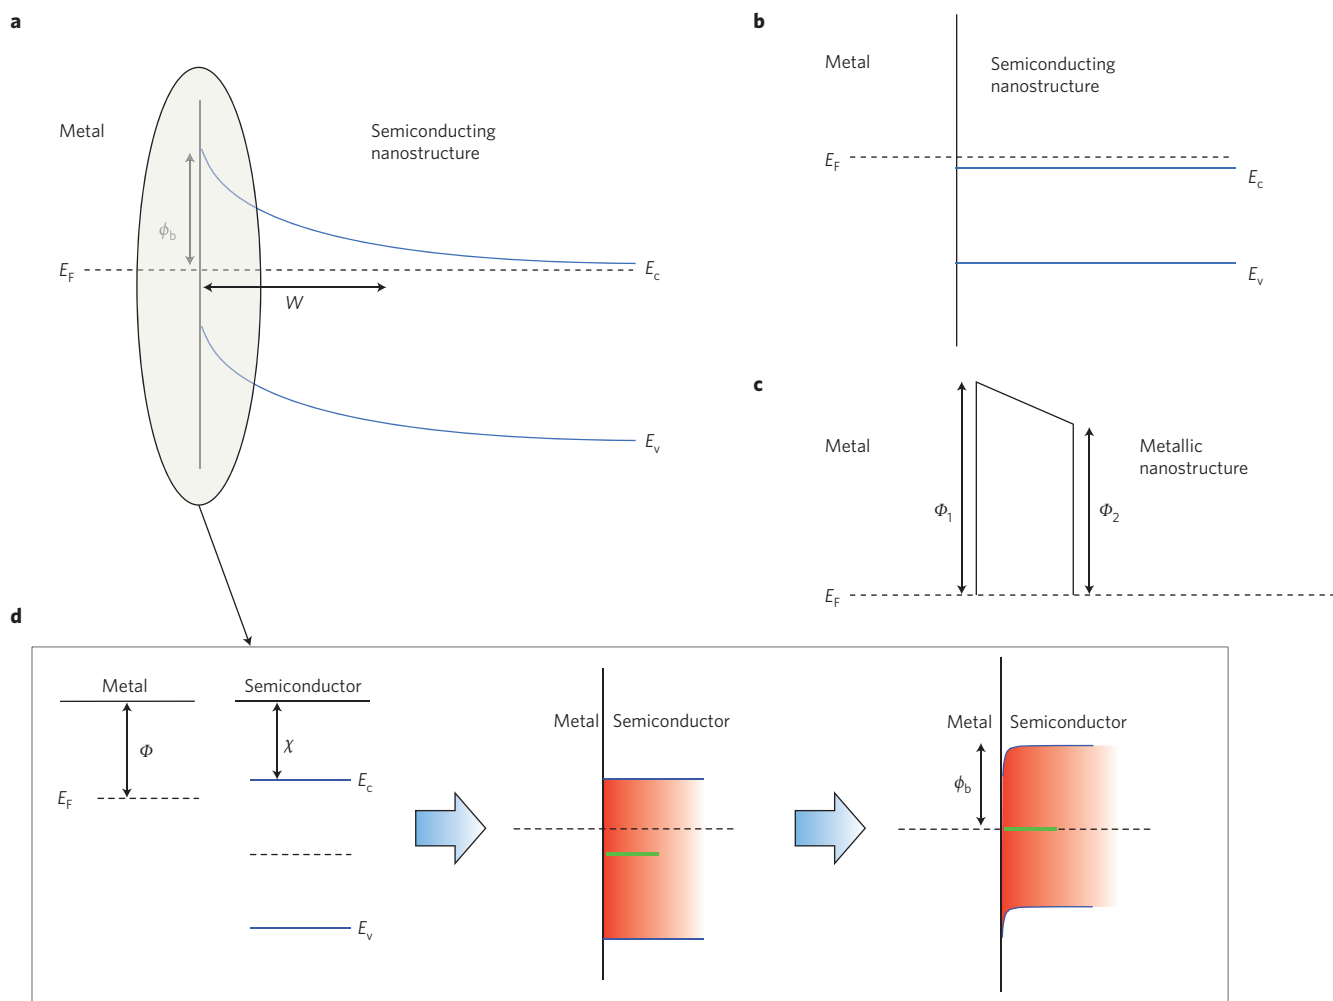 a
Metal
Semiconducting
nanostructure
ϕb
EF
Ec
W
Ev
b
Metal
Semiconducting
nanostructure
EF
Ec
Ev
c
Metal
Metallic
nanostructure
Φ1
Φ2
EF
d
Metal
Semiconductor
Φ
χ
Ec
EF
Ev
Metal
Semiconductor
Metal
Semiconductor
ϕb